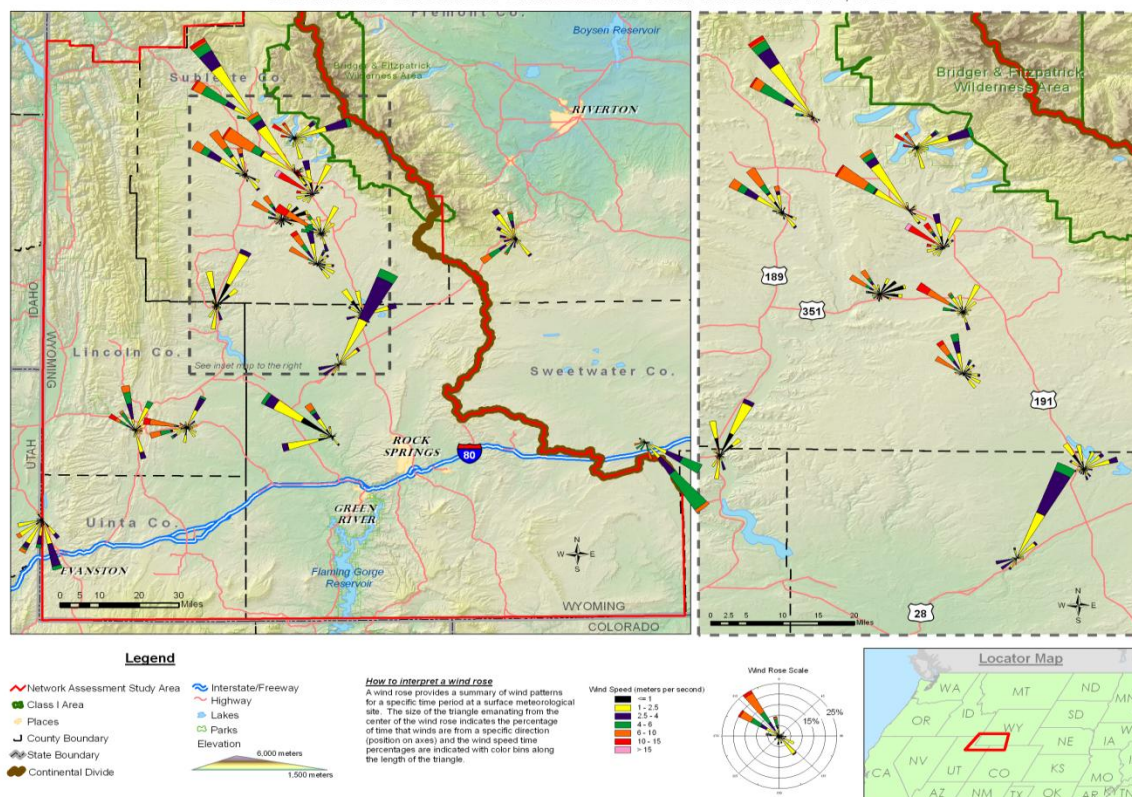 Fremont Co.
Boysen Reservoir
Sublette Co.
Bridger & Fitzpatrick
Wilderness Area
RIVERTON
IDAHO
WYOMING
Lincoln Co.
See inset map to the right
Sweetwater Co.
UTAH
ROCK
SPRINGS
80
GREEN
RIVER
Uinta Co.
EVANSTON
Flaming Gorge
Reservoir
N
W E
S
0 5 10 20 30
Miles
WYOMING
COLORADO
Bridger & Fitzpatrick
Wilderness Area
189
351
191
28
N
W E
S
0 2.5 5 10 15 20
Miles
Legend
Network Assessment Study Area
Class I Area
Places
County Boundary
State Boundary
Continental Divide
Interstate/Freeway
Highway
Lakes
Parks
Elevation
6,000 meters
1,500 meters
How to interpret a wind rose
A wind rose provides a summary of wind patterns
for a specific time period at a surface meteorological
site. The size of the triangle emanating from the
center of the wind rose indicates the percentage
of time that winds are from a specific direction
(position on axes) and the wind speed time
percentages are indicated with color bins along
the length of the triangle.
Wind Speed (meters per second)
<= 1
1 - 2.5
2.5 - 4
4 - 6
6 - 10
10 - 15
> 15
Wind Rose Scale
25%
15%
Locator Map
WA
MT
ND
MN
OR
ID
SD
WY
NE
IA
NV
UT
CO
KS
MO
CA
AZ
NM
TX
OK
AR
TN